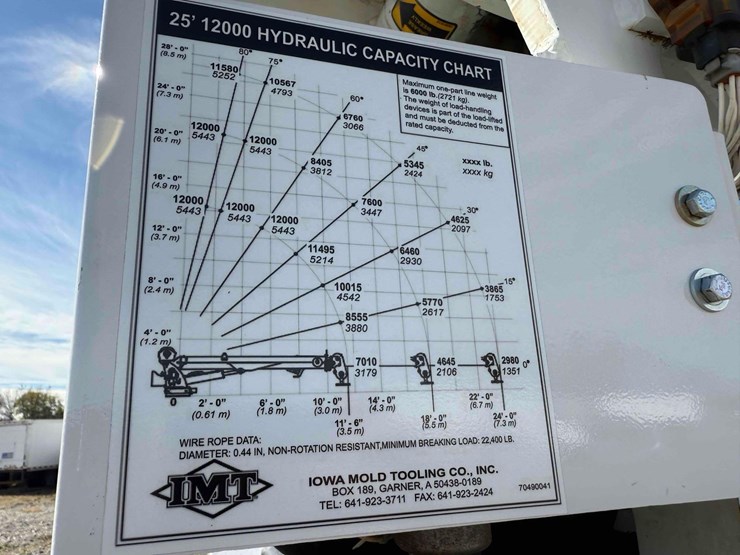 25' 12000 HYDRAULIC CAPACITY CHART
Maximum one-part line weight
is 6000 lb.(2721 kg).
The weight of load-handling
devices is part of the load-lifted
and must be deducted from the
rated capacity.
xxxx lb.
xxxx kg
28' - 0"
(8.5 m)
24' - 0"
(7.3 m)
20' - 0"
(6.1 m)
16' - 0"
(4.9 m)
12' - 0"
(3.7 m)
8' - 0"
(2.4 m)
4' - 0"
(1.2 m)
80°
11580
5252
12000
5443
12000
5443
75°
10567
4793
12000
5443
12000
5443
60°
6760
3066
8405
3812
12000
5443
45°
5345
2424
7600
3447
11495
5214
30°
4625
2097
6460
2930
10015
4542
15°
3865
1753
5770
2617
8555
3880
7010
3179
4645
2106
2980
1351
0°
0
2' - 0"
(0.61 m)
6' - 0"
(1.8 m)
10' - 0"
(3.0 m)
11' - 6"
(3.5 m)
14' - 0"
(4.3 m)
18' - 0"
(5.5 m)
22' - 0"
(6.7 m)
24' - 0"
(7.3 m)
WIRE ROPE DATA:
DIAMETER: 0.44 IN, NON-ROTATION RESISTANT,MINIMUM BREAKING LOAD: 22,400 LB.
IMT
IOWA MOLD TOOLING CO., INC.
BOX 189, GARNER, A 50438-0189
TEL: 641-923-3711 FAX: 641-923-2424
70490041